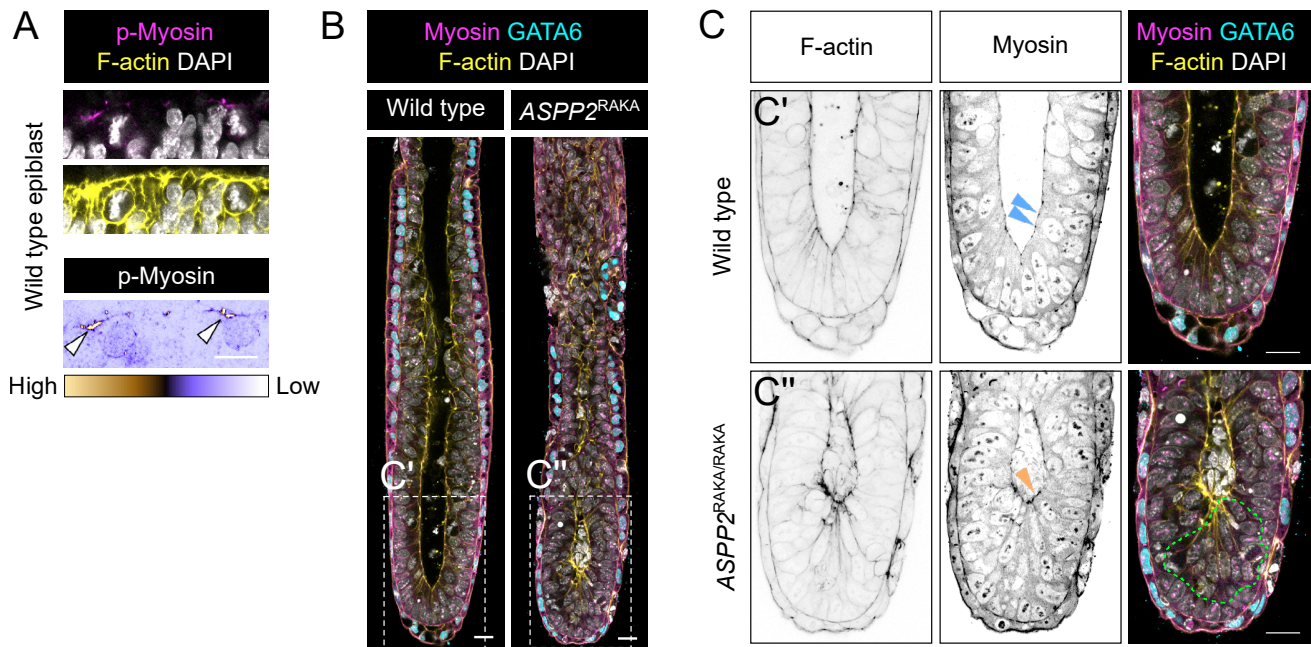 A
p-Myosin
F-actin DAPI
Wild type epiblast
p-Myosin
High
Low
B
Myosin GATA6
F-actin DAPI
Wild type
ASPP2RAKA
C'
C"
C
F-actin
Myosin
Myosin GATA6
F-actin DAPI
Wild type
C'
ASPP2RAKA/RAKA
C"